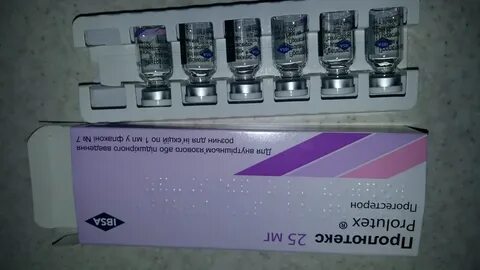 Пролютекс 25 мг
Prolutex ®
Прогестерон
IBSA
Для внутрішньом'язового або підшкірного введення
розчин для ін'єкцій по 1 мл у флаконі № 7